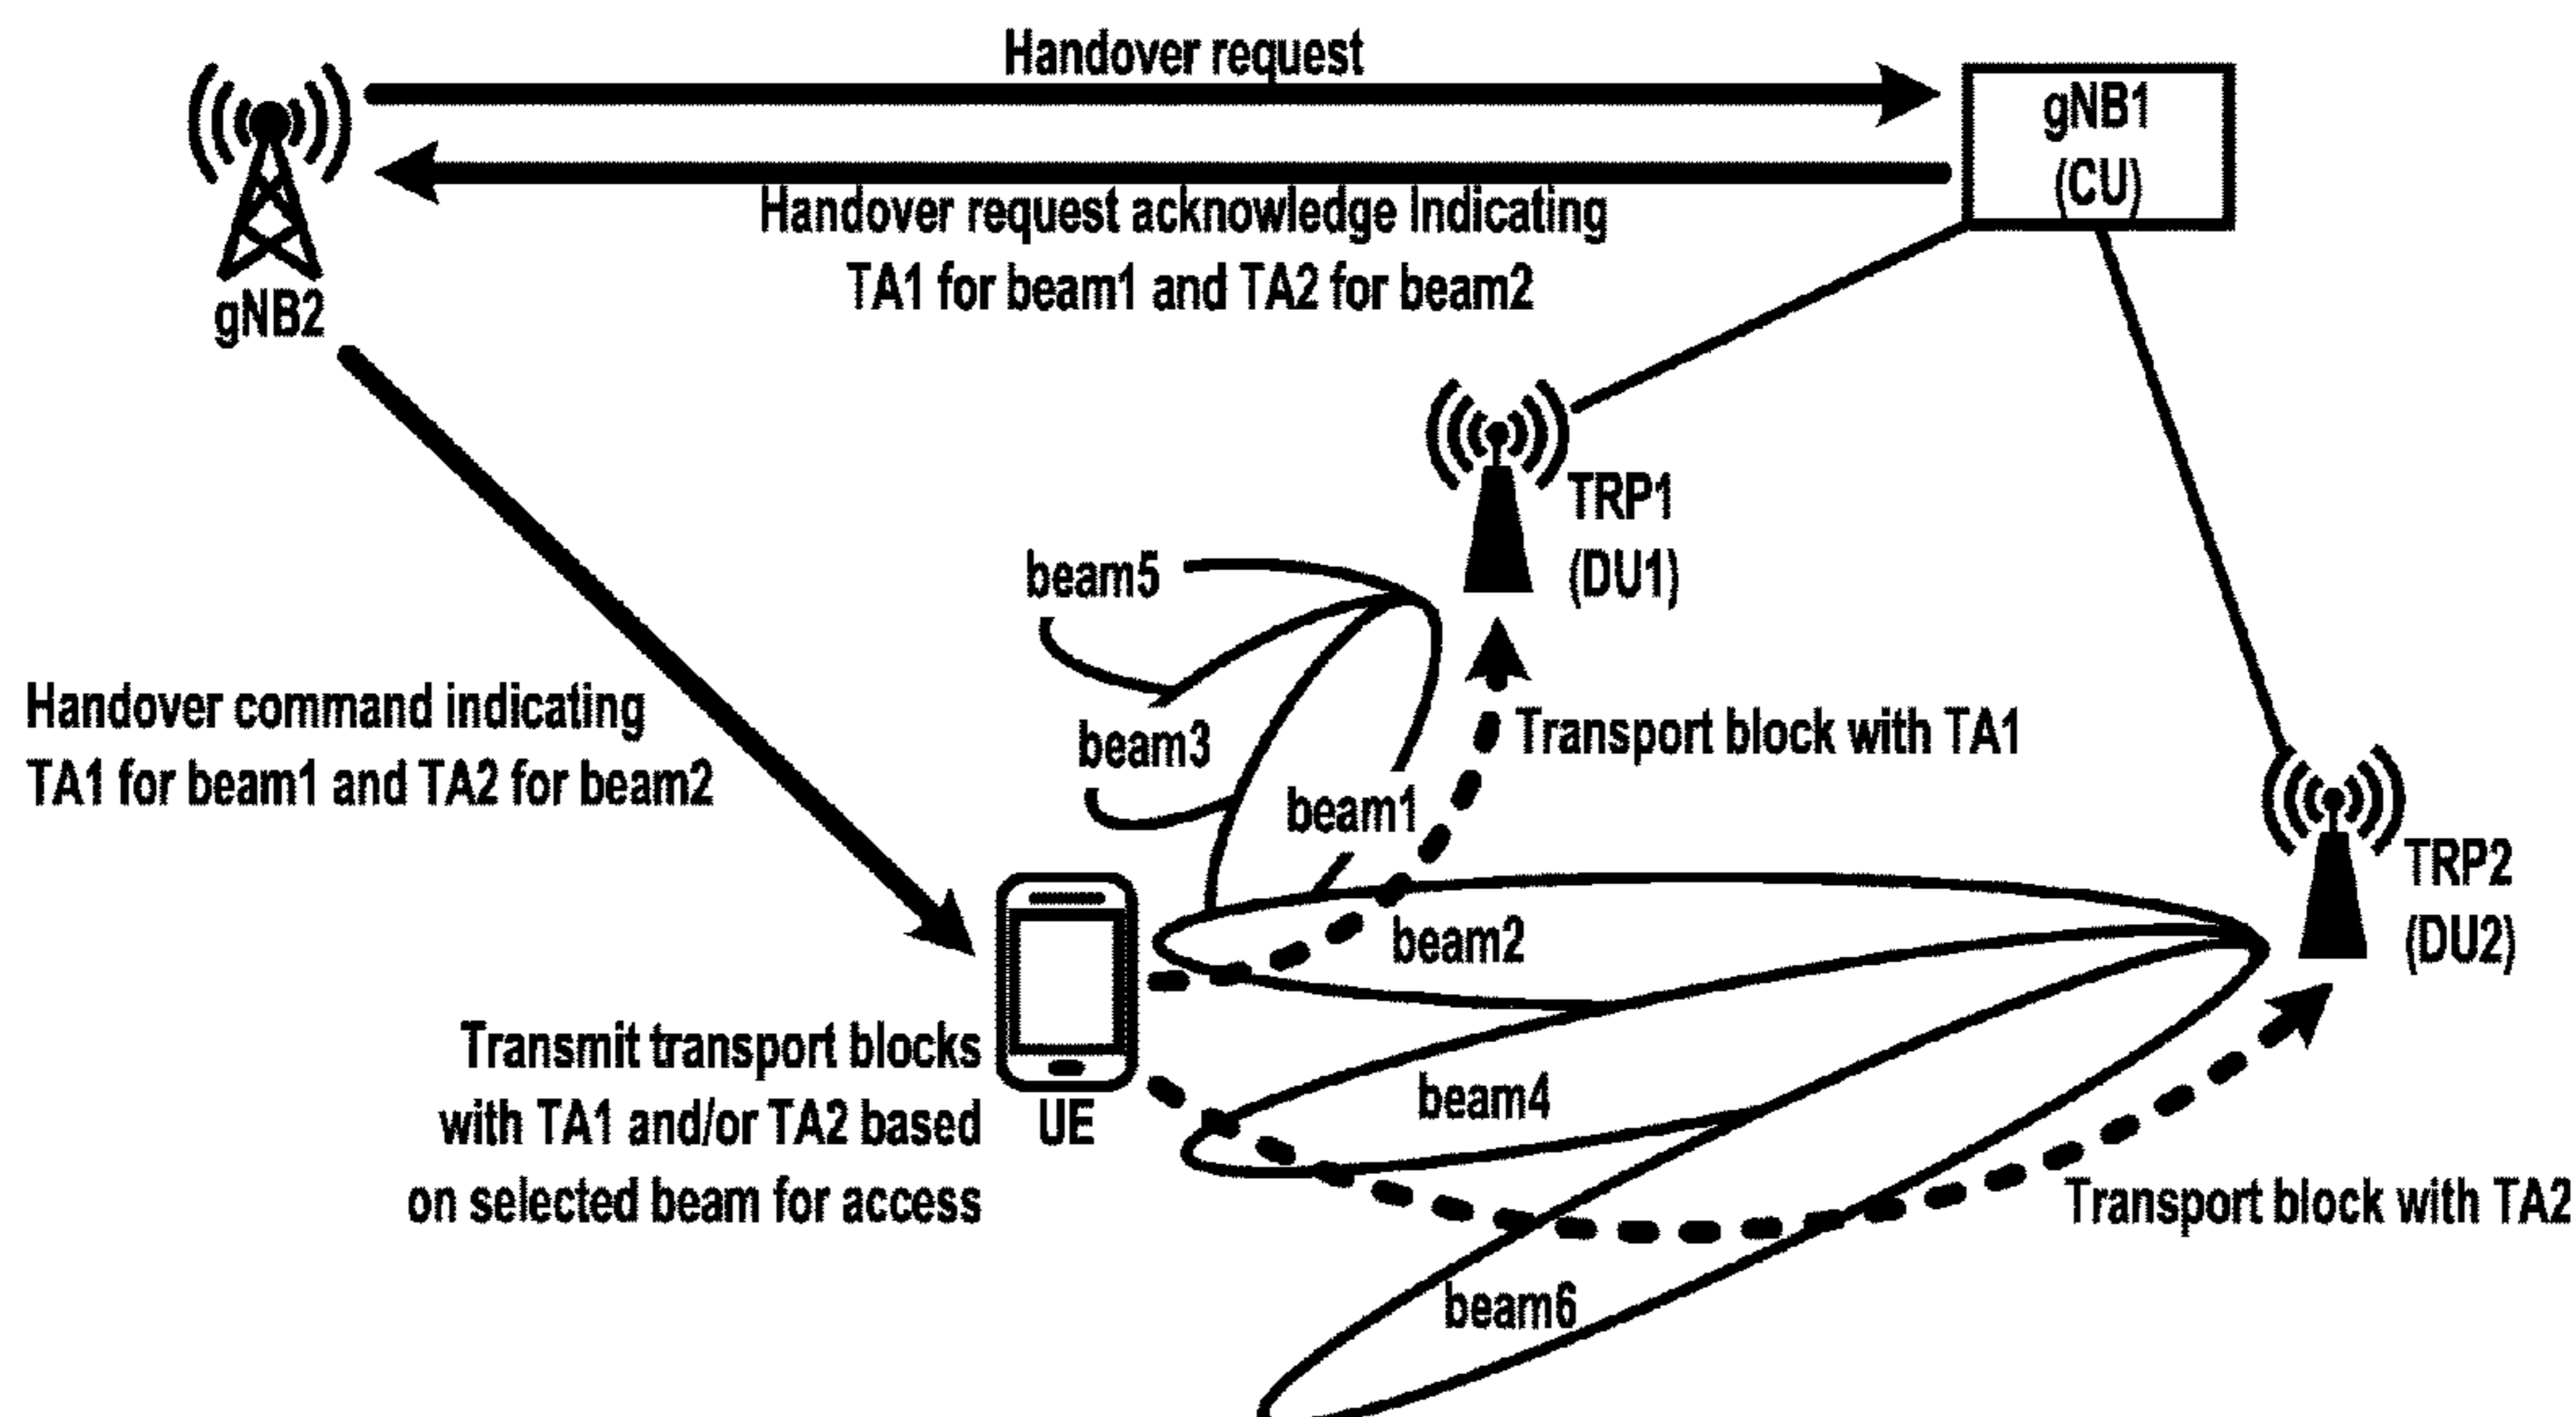 Handover request
gNB1
(CU)
Handover request acknowledge Indicating
TA1 for beam1 and TA2 for beam2
gNB2
TRP1
(DU1)
beam5
Handover command indicating
TA1 for beam1 and TA2 for beam2
beam3
Transport block with TA1
beam1
TRP2
(DU2)
beam2
Transmit transport blocks
with TA1 and/or TA2 based
on selected beam for access
UE
beam4
Transport block with TA2
beam6